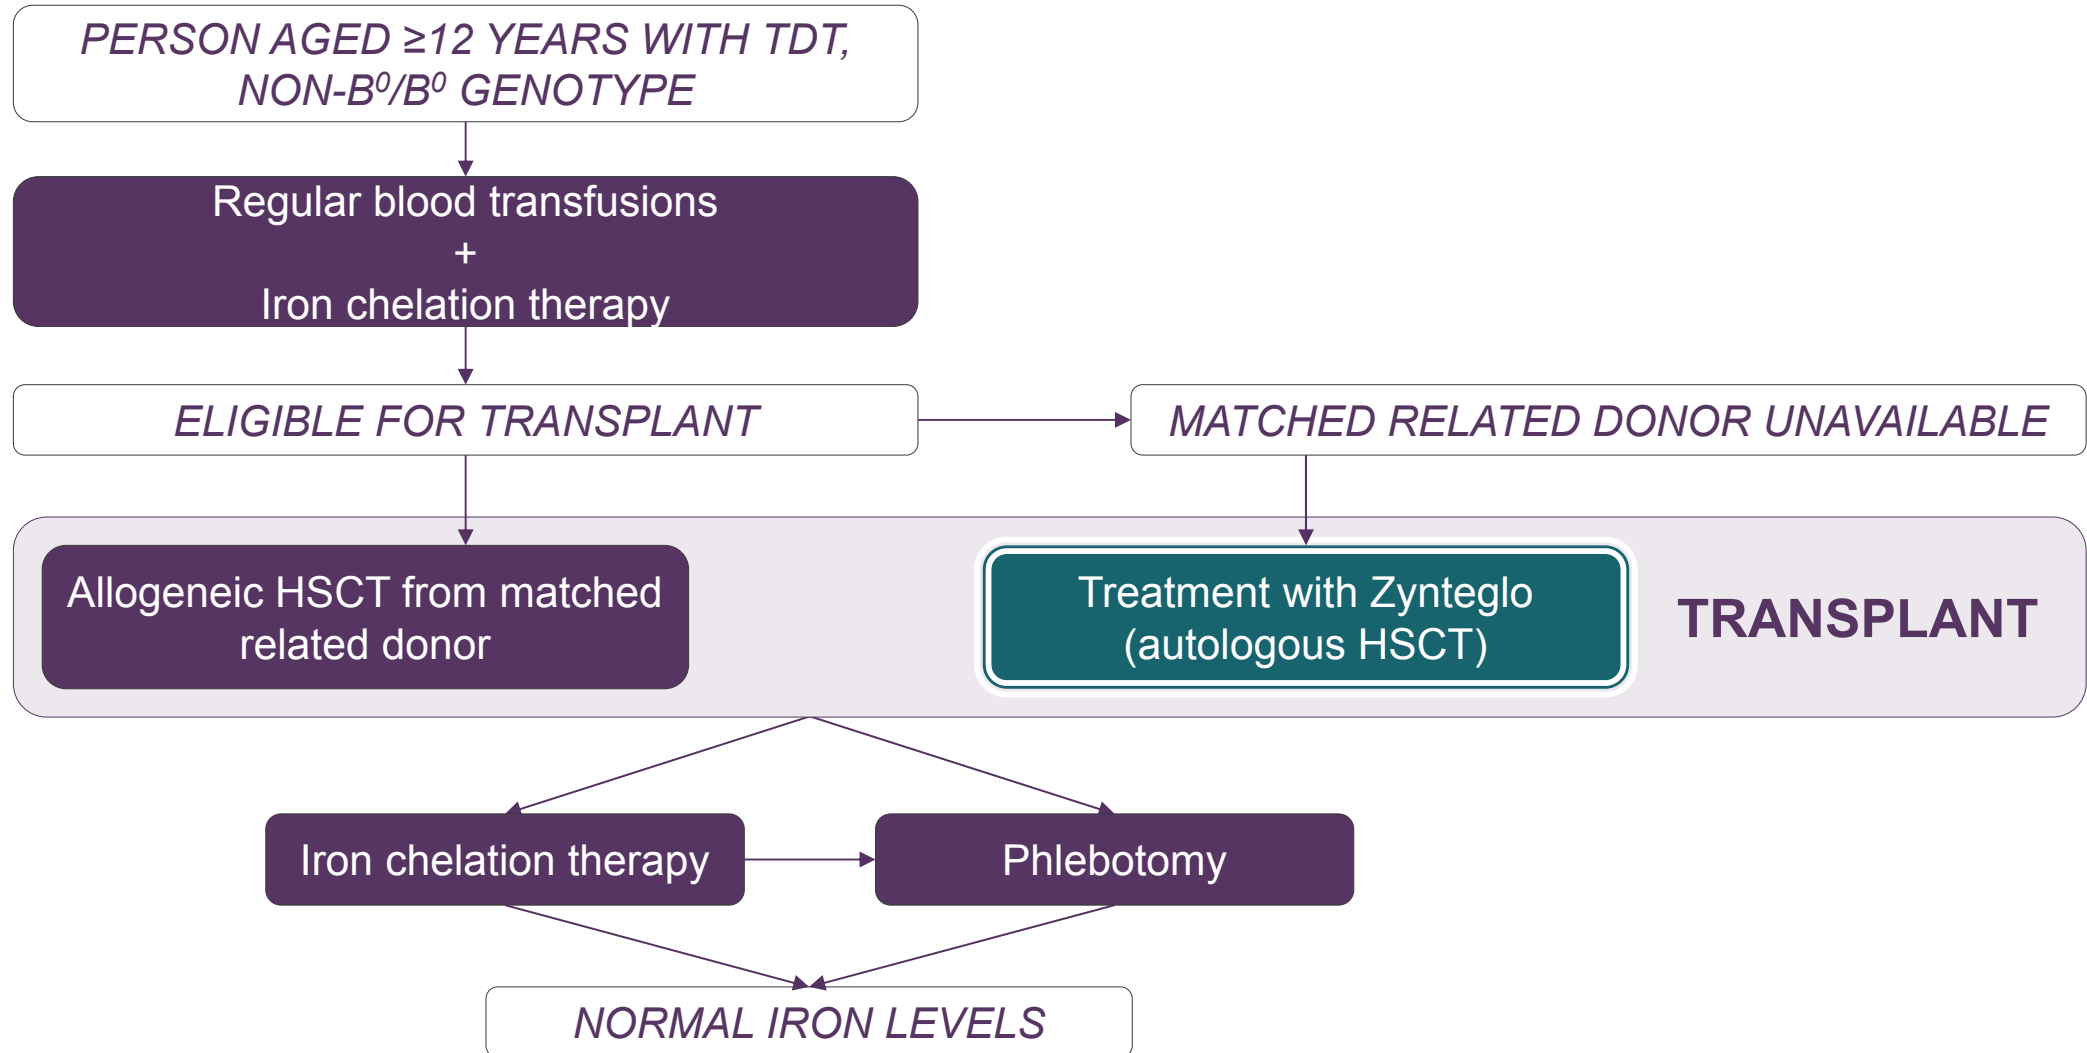 PERSON AGED ≥12 YEARS WITH TDT,
NON-B⁰/B⁰ GENOTYPE
Regular blood transfusions
+
Iron chelation therapy
ELIGIBLE FOR TRANSPLANT
MATCHED RELATED DONOR UNAVAILABLE
Allogeneic HSCT from matched
related donor
Treatment with Zynteglo
(autologous HSCT)
TRANSPLANT
Iron chelation therapy
Phlebotomy
NORMAL IRON LEVELS